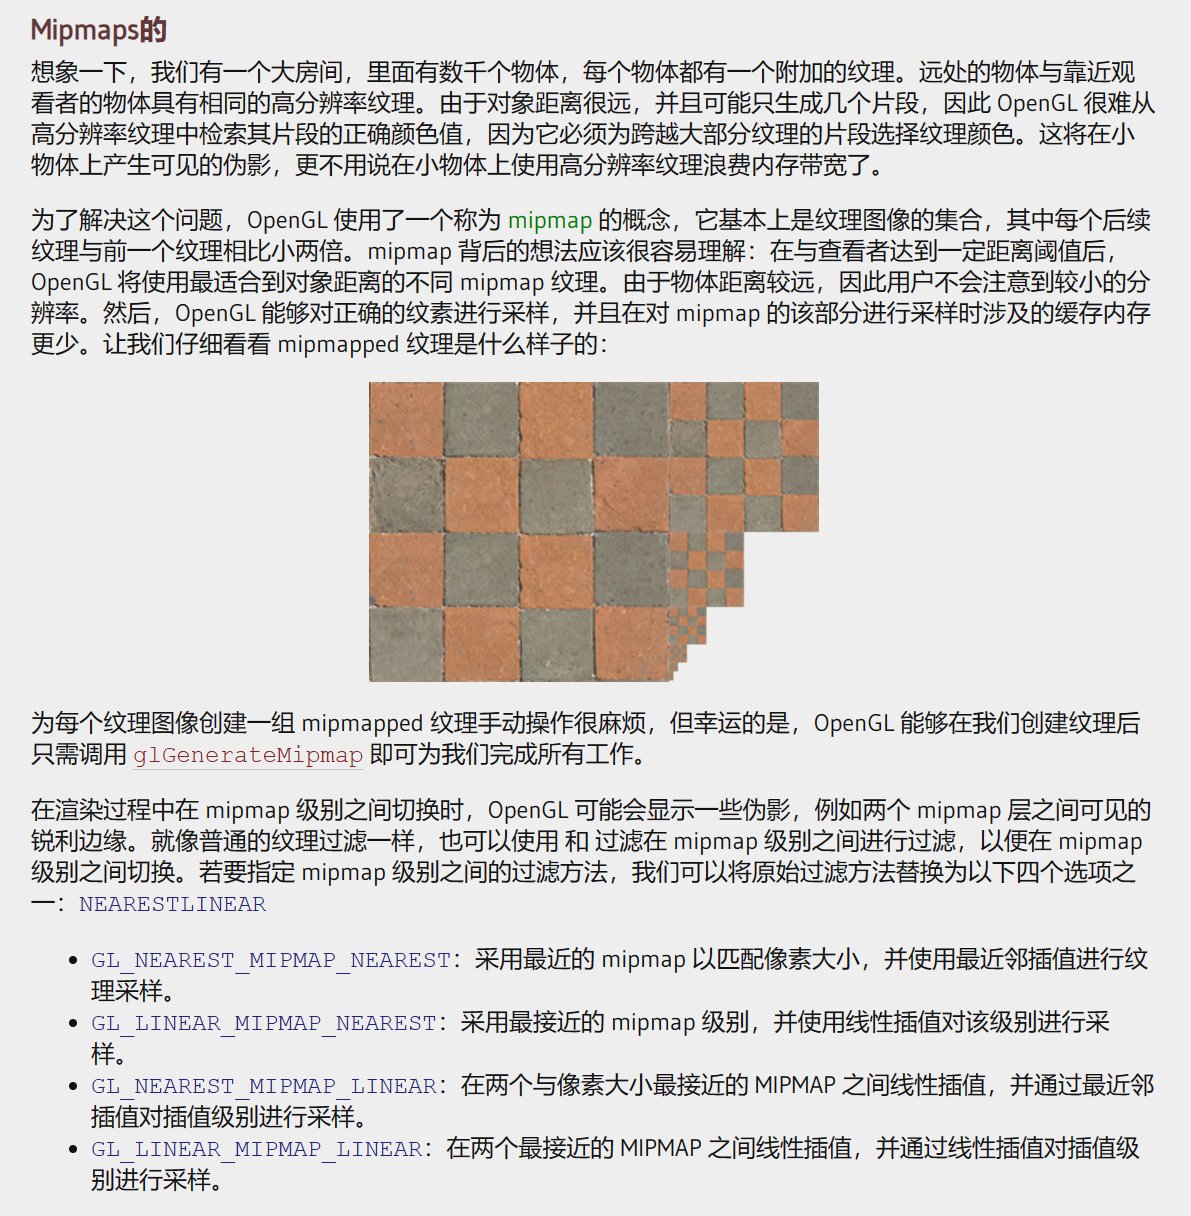 Mipmaps的
想象一下，我们有一个大房间，里面有数千个物体，每个物体都有一个附加的纹理。远处的物体与靠近观
看者的物体具有相同的高分辨率纹理。由于对象距离很远，并且可能只生成几个片段，因此 OpenGL 很难从
高分辨率纹理中检索其片段的正确颜色值，因为它必须为跨越大部分纹理的片段选择纹理颜色。这将在小
物体上产生可见的伪影，更不用说在小物体上使用高分辨率纹理浪费内存带宽了。
为了解决这个问题，OpenGL 使用了一个称为 mipmap 的概念，它基本上是纹理图像的集合，其中每个后续
纹理与前一个纹理相比小两倍。mipmap 背后的想法应该很容易理解：在与查看者达到一定距离阈值后，
OpenGL 将使用最适合到对象距离的不同 mipmap 纹理。由于物体距离较远，因此用户不会注意到较小的分
辨率。然后，OpenGL 能够对正确的纹素进行采样，并且在对 mipmap 的该部分进行采样时涉及的缓存内存
更少。让我们仔细看看 mipmapped 纹理是什么样子的：
为每个纹理图像创建一组 mipmapped 纹理手动操作很麻烦，但幸运的是，OpenGL 能够在我们创建纹理后
只需调用 glGenerateMipmap 即可为我们完成所有工作。
在渲染过程中在 mipmap 级别之间切换时，OpenGL 可能会显示一些伪影，例如两个 mipmap 层之间可见的
锐利边缘。就像普通的纹理过滤一样，也可以使用 和 过滤在 mipmap 级别之间进行过滤，以便在 mipmap
级别之间切换。若要指定 mipmap 级别之间的过滤方法，我们可以将原始过滤方法替换为以下四个选项之
一：NEARESTLINEAR
• GL_NEAREST_MIPMAP_NEAREST：采用最近的 mipmap 以匹配像素大小，并使用最近邻插值进行纹
理采样。
• GL_LINEAR_MIPMAP_NEAREST：采用最接近的 mipmap 级别，并使用线性插值对该级别进行采
样。
• GL_NEAREST_MIPMAP_LINEAR：在两个与像素大小最接近的 MIPMAP 之间线性插值，并通过最近邻
插值对插值级别进行采样。
• GL_LINEAR_MIPMAP_LINEAR：在两个最接近的 MIPMAP 之间线性插值，并通过线性插值对插值级
别进行采样。